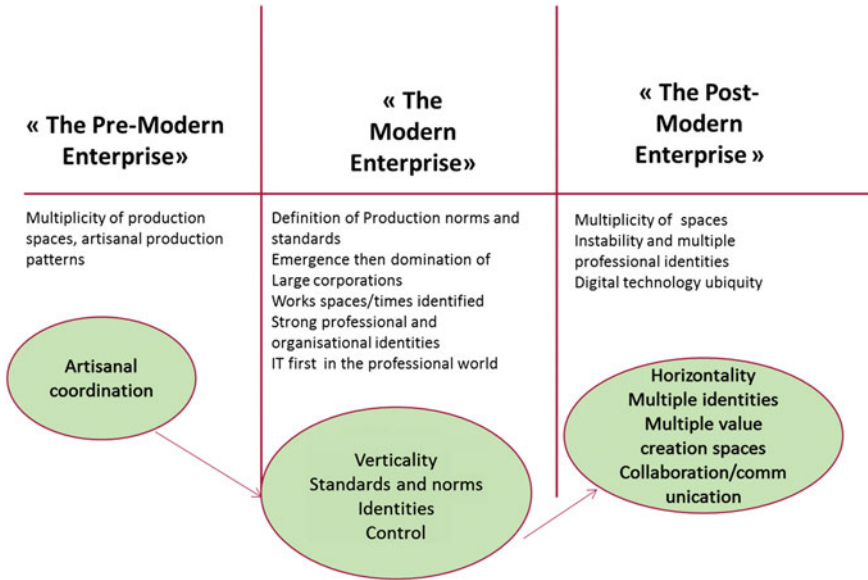 « The Pre-Modern
Enterprise»
« The
Modern
Enterprise»
« The Post-
Modern
Enterprise »
Multiplicity of production
spaces, artisanal production
patterns
Definition of Production norms and
standards
Emergence then domination of
Large corporations
Works spaces/times identified
Strong professional and
organisational identities
IT first in the professional world
Multiplicity of spaces
Instability and multiple
professional identities
Digital technology ubiquity
Artisanal
coordination
Verticality
Standards and norms
Identities
Control
Horizontality
Multiple identities
Multiple value
creation spaces
Collaboration/comm
unication